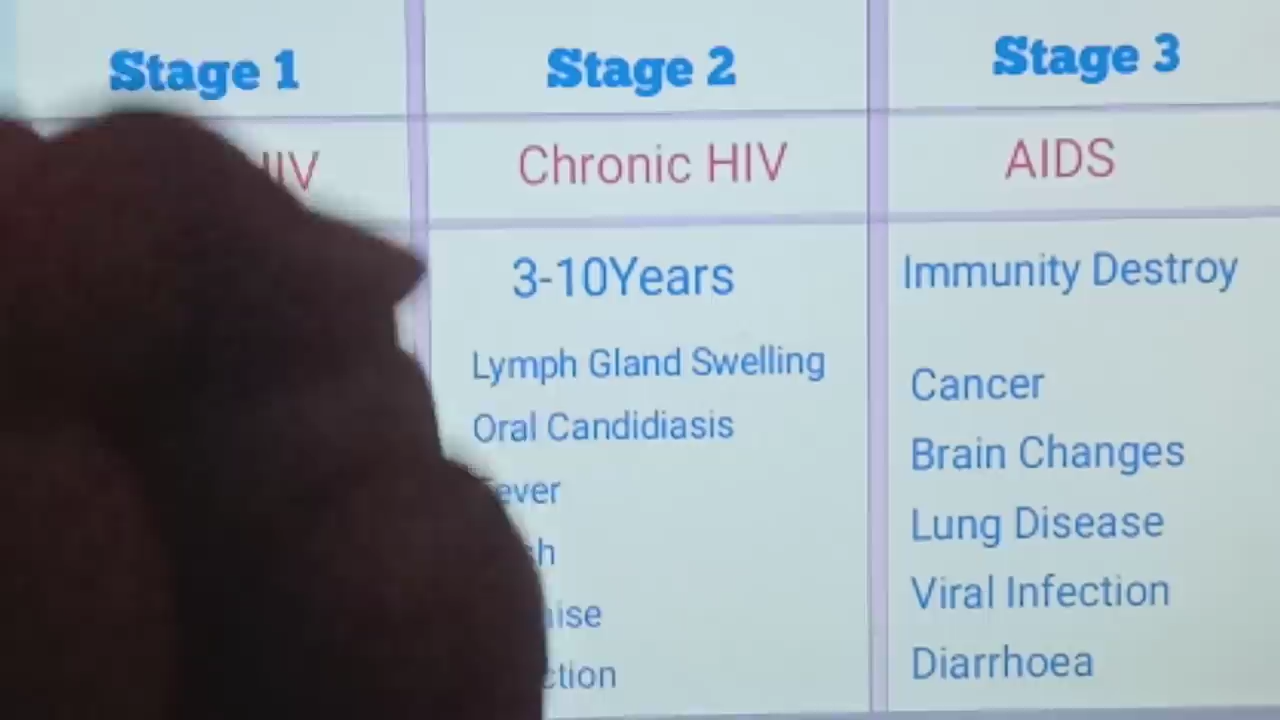 Stage 1
Stage 2
Stage 3
HIV
Chronic HIV
AIDS
3-10Years
Lymph Gland Swelling
Oral Candidiasis
Immunity Destroy
Cancer
Brain Changes
Lung Disease
Viral Infection
Diarrhoea